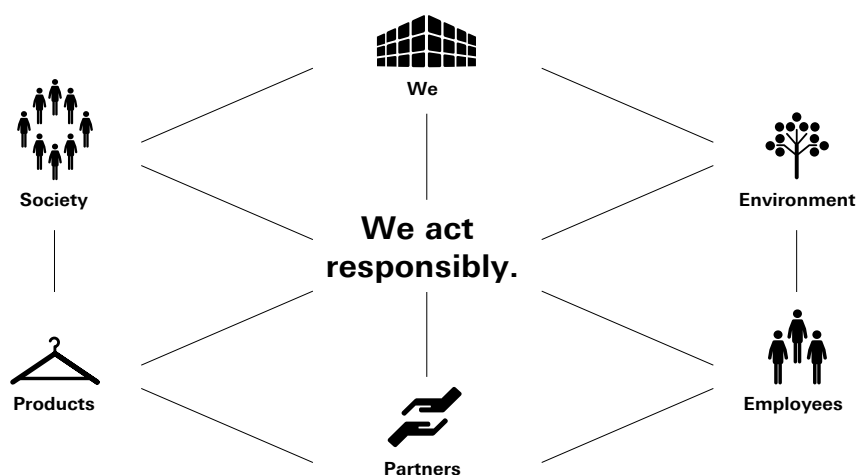 We
Society
Environment
We act
responsibly.
Products
Employees
Partners